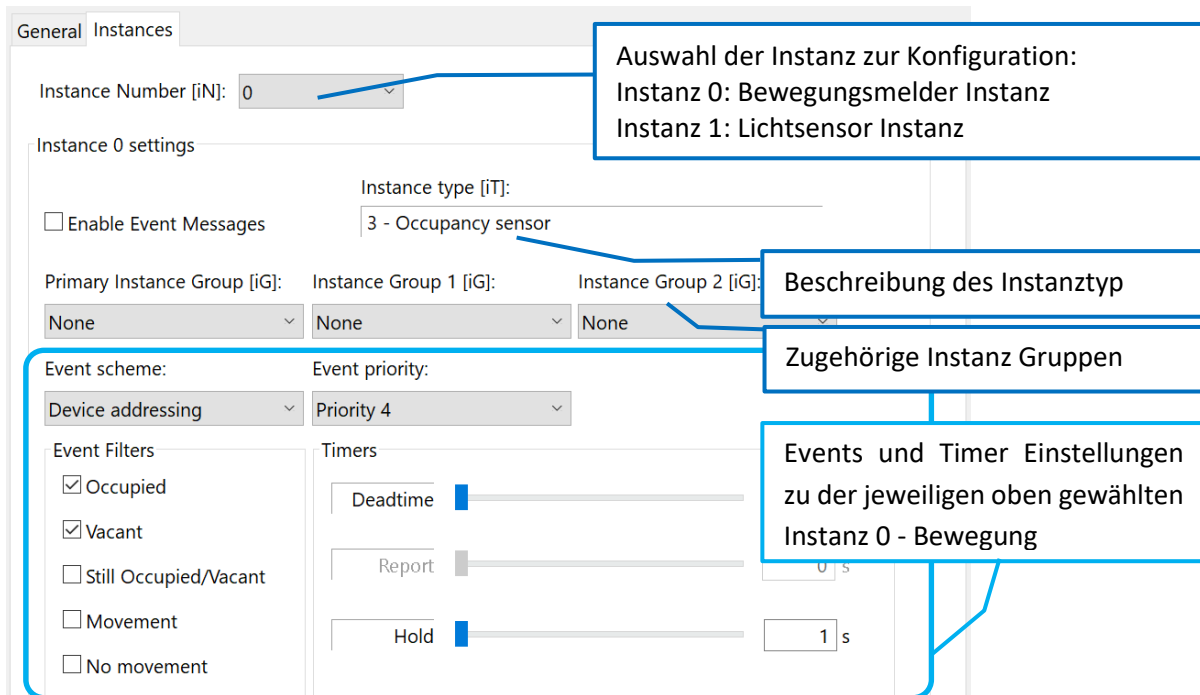 General Instances
Auswahl der Instanz zur Konfiguration:
Instanz 0: Bewegungsmelder Instanz
Instanz 1: Lichtsensor Instanz
Instance Number [iN]: 0
Instance 0 settings
Instance type [iT]:
Enable Event Messages
3 - Occupancy sensor
Beschreibung des Instanztyp
Primary Instance Group [iG]: Instance Group 1 [iG]: Instance Group 2 [iG]:
None None None
Zugehörige Instanz Gruppen
Event scheme: Event priority:
Device addressing Priority 4
Events und Timer Einstellungen
zu der jeweiligen oben gewählten
Instanz 0 - Bewegung
Event Filters Timers
Occupied
Deadtime
Vacant
Still Occupied/Vacant
Report 0 s
Movement
Hold 1 s
No movement